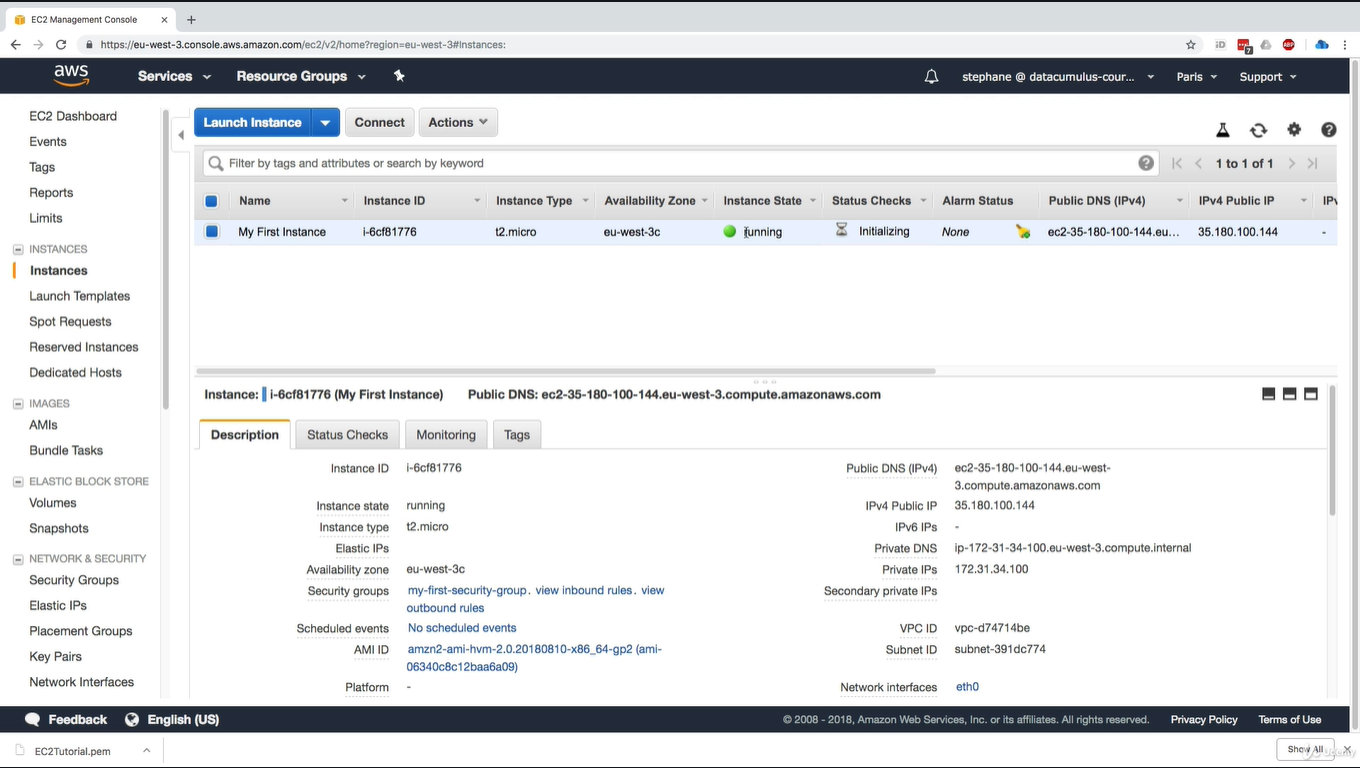 EC2 Management Console
https://eu-west-3.console.aws.amazon.com/ec2/v2/home?region=eu-west-3#Instances:
iD
7
ABP
aws
Services
Resource Groups
stephane @ datacumulus-cour...
Paris
Support
EC2 Dashboard
Events
Tags
Reports
Limits
INSTANCES
Instances
Launch Templates
Spot Requests
Reserved Instances
Dedicated Hosts
IMAGES
AMIs
Bundle Tasks
ELASTIC BLOCK STORE
Volumes
Snapshots
NETWORK & SECURITY
Security Groups
Elastic IPs
Placement Groups
Key Pairs
Network Interfaces
Launch Instance
Connect
Actions
Filter by tags and attributes or search by keyword
1 to 1 of 1
Name Instance ID Instance Type Availability Zone Instance State Status Checks Alarm Status Public DNS (IPv4) IPv4 Public IP IPv
My First Instance i-6cf81776 t2.micro eu-west-3c running Initializing None ec2-35-180-100-144.eu... 35.180.100.144 -
Instance: i-6cf81776 (My First Instance) Public DNS: ec2-35-180-100-144.eu-west-3.compute.amazonaws.com
Description Status Checks Monitoring Tags
Instance ID i-6cf81776
Instance state running
Instance type t2.micro
Elastic IPs
Availability zone eu-west-3c
Security groups my-first-security-group. view inbound rules. view
outbound rules
Scheduled events No scheduled events
AMI ID amzn2-ami-hvm-2.0.20180810-x86_64-gp2 (ami-
06340c8c12baa6a09)
Platform -
Public DNS (IPv4) ec2-35-180-100-144.eu-west-
3.compute.amazonaws.com
IPv4 Public IP 35.180.100.144
IPv6 IPs -
Private DNS ip-172-31-34-100.eu-west-3.compute.internal
Private IPs 172.31.34.100
Secondary private IPs
VPC ID vpc-d74714be
Subnet ID subnet-391dc774
Network interfaces eth0
Feedback
English (US)
© 2008 - 2018, Amazon Web Services, Inc. or its affiliates. All rights reserved.
Privacy Policy
Terms of Use
EC2Tutorial.pem
Show All
Udemy